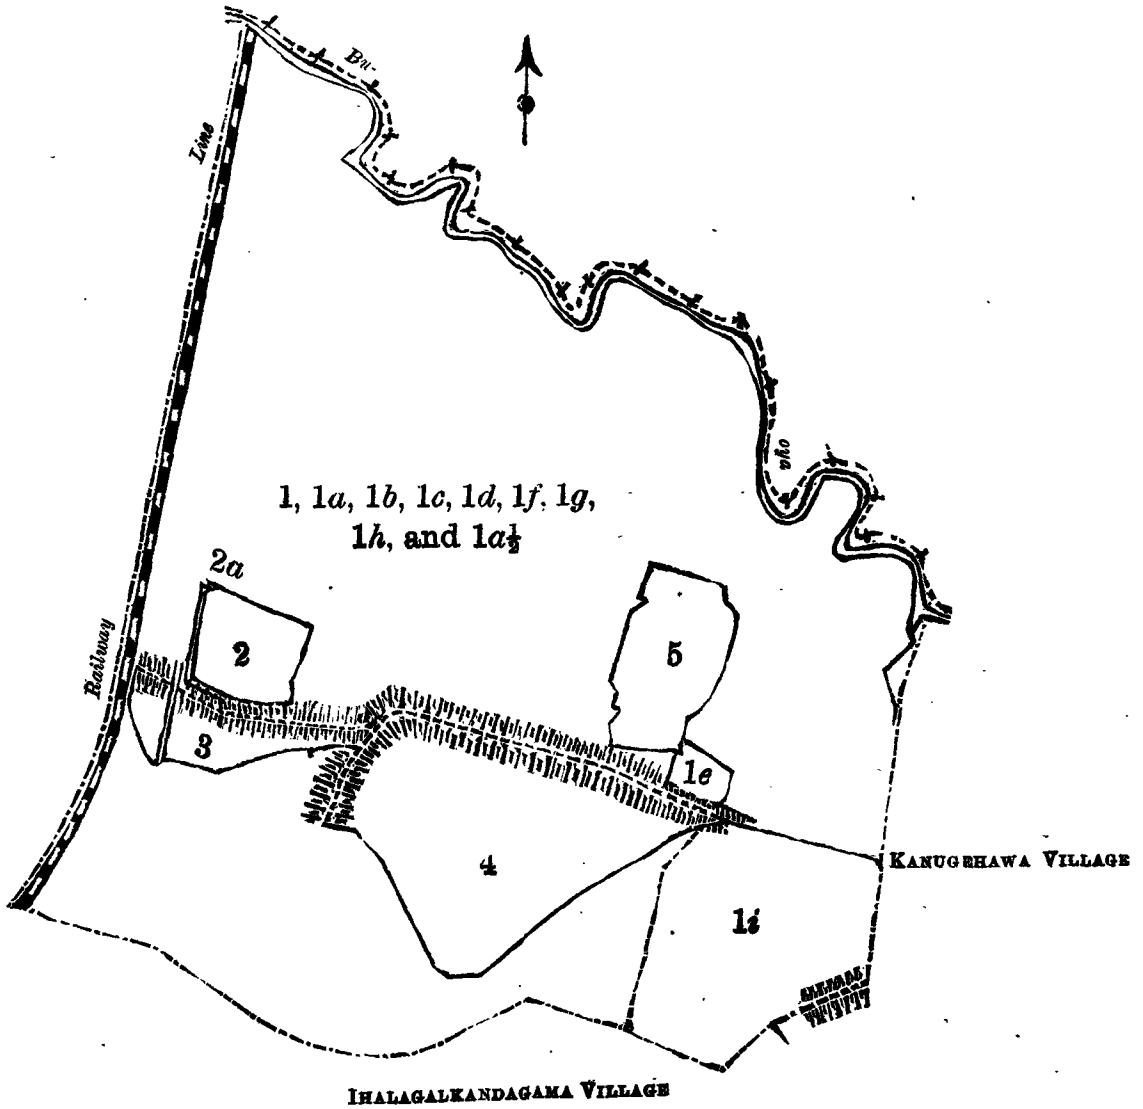 Bu-
Line
oya
1, 1a, 1b, 1c, 1d, 1f, 1g,
1h, and 1a½
2a
2
5
Railway
3
1e
4
KANUGEHAWA VILLAGE
1i
IHALAGALKANDAGAMA VILLAGE